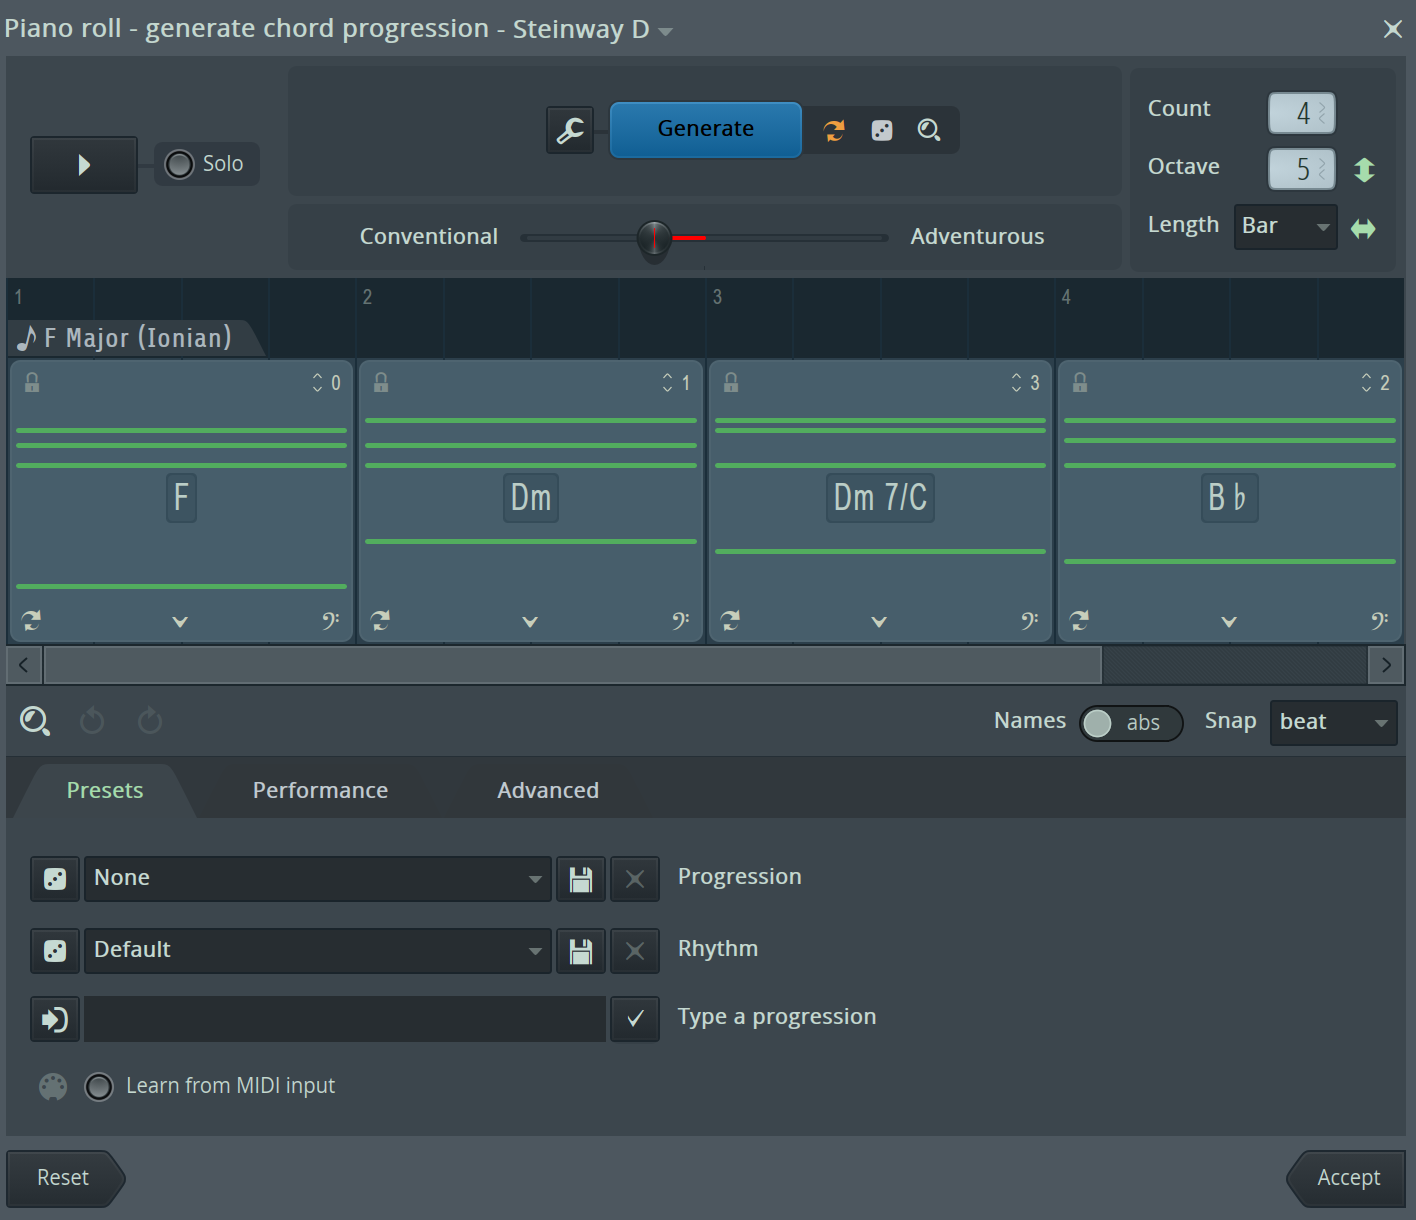 Piano roll - generate chord progression - Steinway D
Generate
Solo
Conventional
Adventurous
Count 4
Octave 5
Length Bar
1 2 3 4
F Major (Ionian)
0 1 3 2
F Dm Dm 7/C B♭
Names abs Snap beat
Presets Performance Advanced
None Progression
Default Rhythm
Type a progression
Learn from MIDI input
Reset Accept